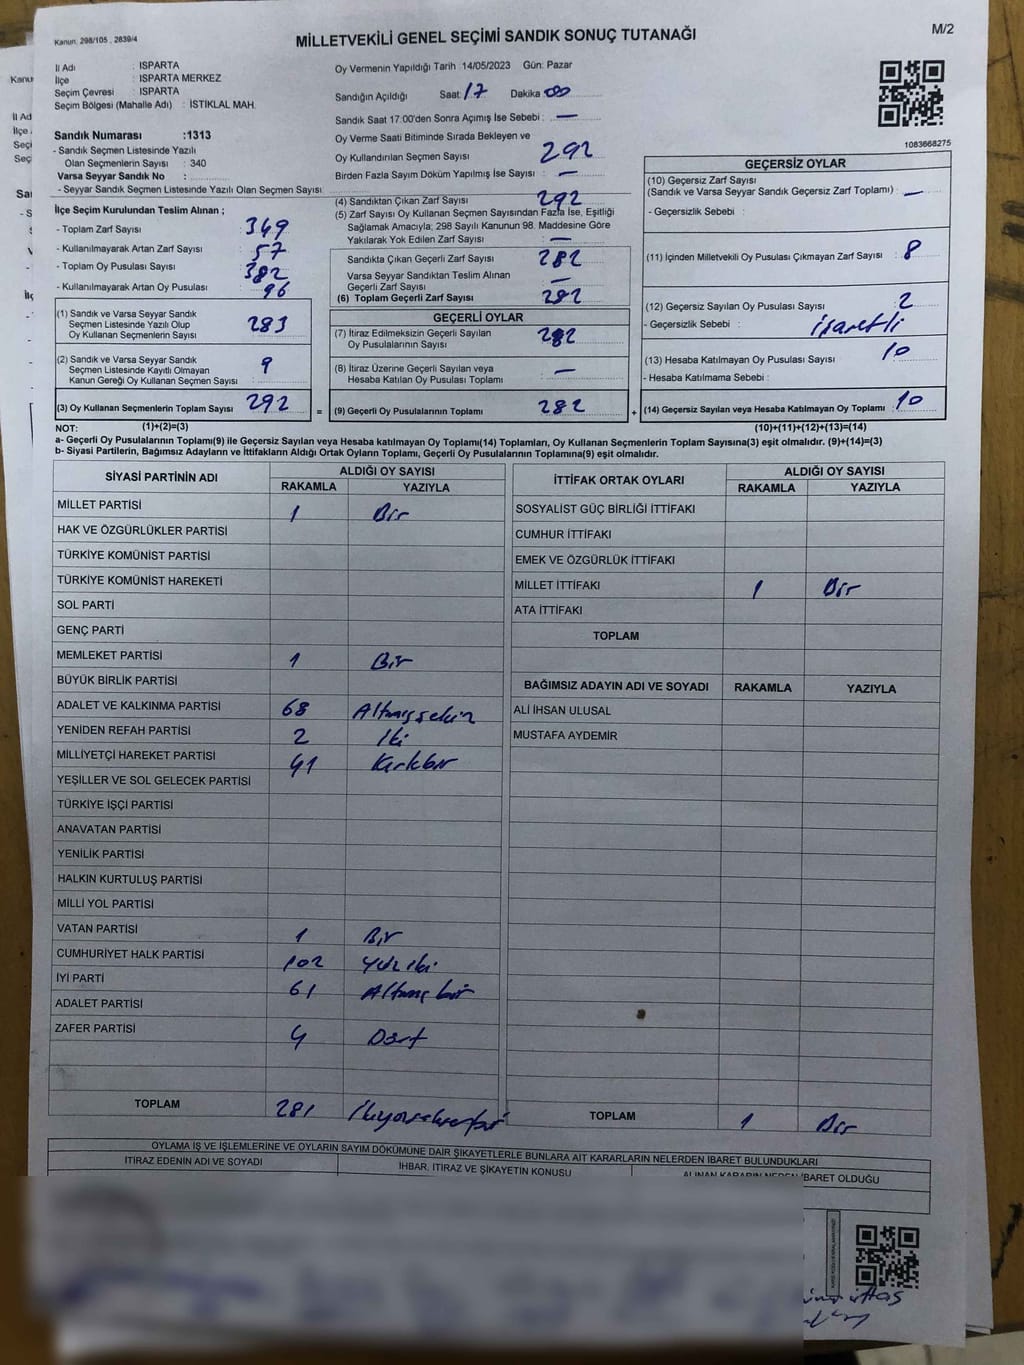 Kanun: 298/105 , 2839/4
MİLLETVEKİLİ GENEL SEÇİMİ SANDIK SONUÇ TUTANAĞI
M/2
İl Adı : ISPARTA
İlçe : ISPARTA MERKEZ
Seçim Çevresi : ISPARTA
Seçim Bölgesi (Mahalle Adı) : İSTİKLAL MAH.
Sandık Numarası :1313
- Sandık Seçmen Listesinde Yazılı
Olan Seçmenlerin Sayısı : 340
Varsa Seyyar Sandık No :
- Seyyar Sandık Seçmen Listesinde Yazılı Olan Seçmen Sayısı
İlçe Seçim Kurulundan Teslim Alınan ;
- Toplam Zarf Sayısı : 349
- Kullanılmayarak Artan Zarf Sayısı : 57
- Toplam Oy Pusulası Sayısı : 382
- Kullanılmayarak Artan Oy Pusulası : 96
(1) Sandık ve Varsa Seyyar Sandık
Seçmen Listesinde Yazılı Olup
Oy Kullanan Seçmenlerin Sayısı : 283
(2) Sandık ve Varsa Seyyar Sandık
Seçmen Listesinde Kayıtlı Olmayan
Kanun Gereği Oy Kullanan Seçmen Sayısı : 9
(3) Oy Kullanan Seçmenlerin Toplam Sayısı 292 =
Oy Vermenin Yapıldığı Tarih :14/05/2023 Gün: Pazar
Sandığın Açıldığı Saat: 17 Dakika : 00
Sandık Saat 17:00'den Sonra Açımış İse Sebebi : —
Oy Verme Saati Bitiminde Sırada Bekleyen ve
Oy Kullandırılan Seçmen Sayısı : 292
Birden Fazla Sayım Döküm Yapılmış İse Sayısı : —
(4) Sandıktan Çıkan Zarf Sayısı : 292
(5) Zarf Sayısı Oy Kullanan Seçmen Sayısından Fazla İse, Eşitliği
Sağlamak Amacıyla; 298 Sayılı Kanunun 98. Maddesine Göre
Yakılarak Yok Edilen Zarf Sayısı : —
Sandıkta Çıkan Geçerli Zarf Sayısı : 282
Varsa Seyyar Sandıktan Teslim Alınan
Geçerli Zarf Sayısı : —
(6) Toplam Geçerli Zarf Sayısı : 282
GEÇERLİ OYLAR
(7) İtiraz Edilmeksizin Geçerli Sayılan
Oy Pusulalarının Sayısı : 282
(8) İtiraz Üzerine Geçerli Sayılan veya
Hesaba Katılan Oy Pusulası Toplamı : —
(9) Geçerli Oy Pusulalarının Toplamı : 282 +
1083668275
GEÇERSİZ OYLAR
(10) Geçersiz Zarf Sayısı
(Sandık ve Varsa Seyyar Sandık Geçersiz Zarf Toplamı) : —
- Geçersizlik Sebebi :
(11) İçinden Milletvekili Oy Pusulası Çıkmayan Zarf Sayısı : 8
(12) Geçersiz Sayılan Oy Pusulası Sayısı : 2
- Geçersizlik Sebebi : işaretli
(13) Hesaba Katılmayan Oy Pusulası Sayısı : 10
- Hesaba Katılmama Sebebi :
(14) Geçersiz Sayılan veya Hesaba Katılmayan Oy Toplamı : 10
NOT: (1)+(2)=(3) (10)+(11)+(12)+(13)=(14)
a- Geçerli Oy Pusulalarının Toplamı(9) ile Geçersiz Sayılan veya Hesaba katılmayan Oy Toplamı(14) Toplamları, Oy Kullanan Seçmenlerin Toplam Sayısına(3) eşit olmalıdır. (9)+(14)=(3)
b- Siyasi Partilerin, Bağımsız Adayların ve İttifakların Aldığı Ortak Oyların Toplamı, Geçerli Oy Pusulalarının Toplamına(9) eşit olmalıdır.
SİYASİ PARTİNİN ADI ALDIĞI OY SAYISI
RAKAMLA YAZIYLA
MİLLET PARTİSİ 1 Bir
HAK VE ÖZGÜRLÜKLER PARTİSİ
TÜRKİYE KOMÜNİST PARTİSİ
TÜRKİYE KOMÜNİST HAREKETİ
SOL PARTİ
GENÇ PARTİ
MEMLEKET PARTİSİ 1 Bir
BÜYÜK BİRLİK PARTİSİ
ADALET VE KALKINMA PARTİSİ 68 Altmışsekiz
YENİDEN REFAH PARTİSİ 2 İki
MİLLİYETÇİ HAREKET PARTİSİ 41 Kırkbir
YEŞİLLER VE SOL GELECEK PARTİSİ
TÜRKİYE İŞÇİ PARTİSİ
ANAVATAN PARTİSİ
YENİLİK PARTİSİ
HALKIN KURTULUŞ PARTİSİ
MİLLİ YOL PARTİSİ
VATAN PARTİSİ 1 Bir
CUMHURİYET HALK PARTİSİ 102 Yüz iki
İYİ PARTİ 61 Altmış bir
ADALET PARTİSİ
ZAFER PARTİSİ 4 Dört
TOPLAM 281 İkiyüzseksenbir
İTTİFAK ORTAK OYLARI ALDIĞI OY SAYISI
RAKAMLA YAZIYLA
SOSYALİST GÜÇ BİRLİĞİ İTTİFAKI
CUMHUR İTTİFAKI
EMEK VE ÖZGÜRLÜK İTTİFAKI
MİLLET İTTİFAKI 1 Bir
ATA İTTİFAKI
TOPLAM
BAĞIMSIZ ADAYIN ADI VE SOYADI RAKAMLA YAZIYLA
ALİ İHSAN ULUSAL
MUSTAFA AYDEMİR
TOPLAM 1 Bir
OYLAMA İŞ VE İŞLEMLERİNE VE OYLARIN SAYIM DÖKÜMÜNE DAİR ŞİKAYETLERLE BUNLARA AİT KARARLARIN NELERDEN İBARET BULUNDUKLARI
İTİRAZ EDENİN ADI VE SOYADI İHBAR, İTİRAZ VE ŞİKAYETİN KONUSU ALINAN KARARIN NEDEN İBARET OLDUĞU